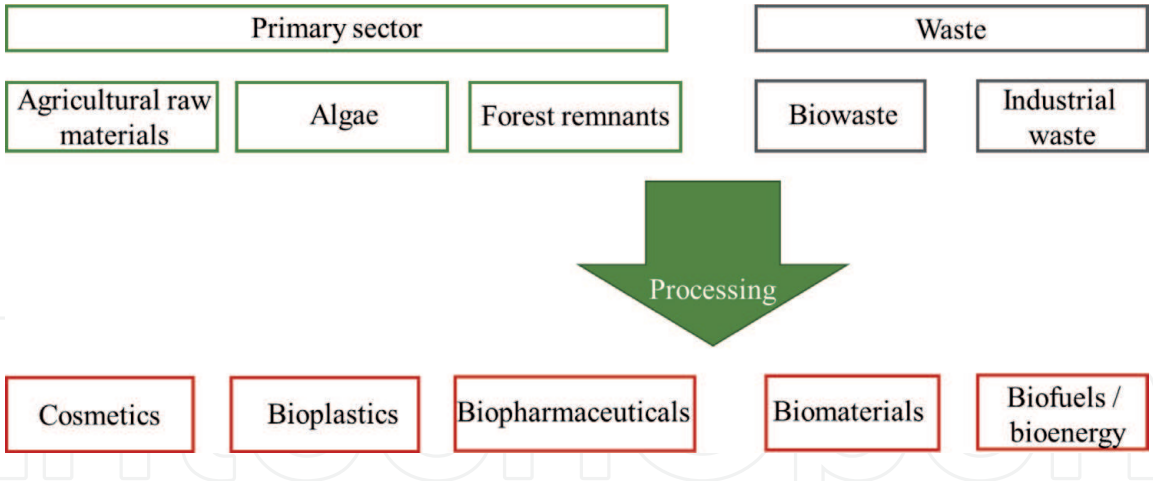 Primary sector
Waste
Agricultural raw
materials
Algae
Forest remnants
Biowaste
Industrial
waste
Processing
Cosmetics
Bioplastics
Biopharmaceuticals
Biomaterials
Biofuels /
bioenergy